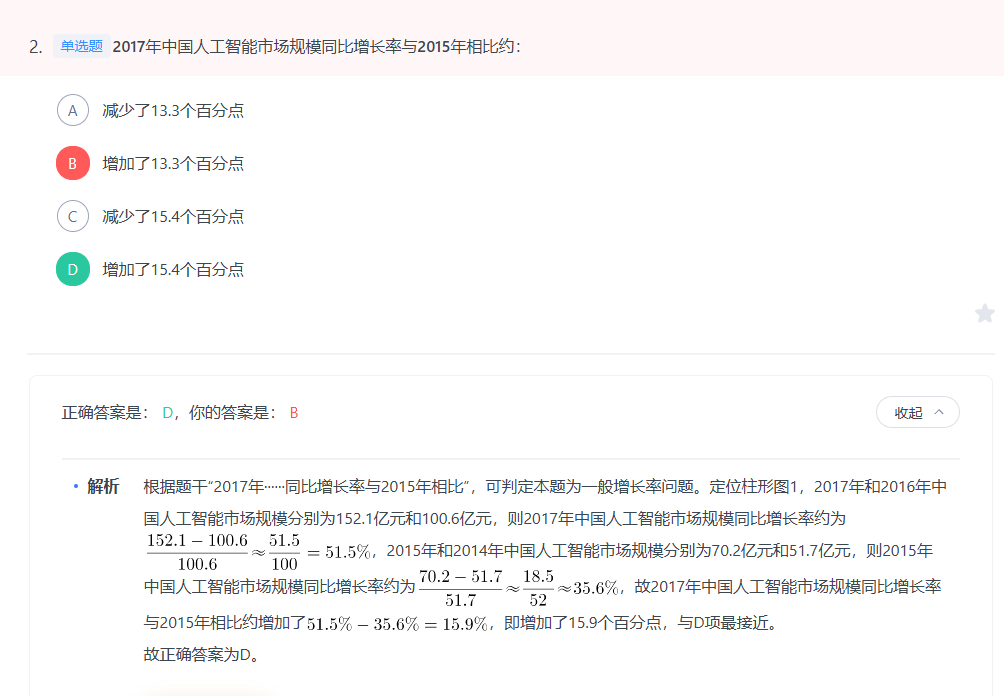 2. 单选题 2017年中国人工智能市场规模同比增长率与2015年相比约：
A 减少了13.3个百分点
B 增加了13.3个百分点
C 减少了15.4个百分点
D 增加了15.4个百分点
正确答案是： D，你的答案是： B
收起
• 解析 根据题干“2017年……同比增长率与2015年相比”，可判定本题为一般增长率问题。定位柱形图1，2017年和2016年中
国人工智能市场规模分别为152.1亿元和100.6亿元，则2017年中国人工智能市场规模同比增长率约为
(152.1 − 100.6)/100.6 ≈ 51.5/100 = 51.5%，2015年和2014年中国人工智能市场规模分别为70.2亿元和51.7亿元，则2015年
中国人工智能市场规模同比增长率约为 (70.2 − 51.7)/51.7 ≈ 18.5/52 ≈ 35.6%，故2017年中国人工智能市场规模同比增长率
与2015年相比约增加了51.5% − 35.6% = 15.9%，即增加了15.9个百分点，与D项最接近。
故正确答案为D。